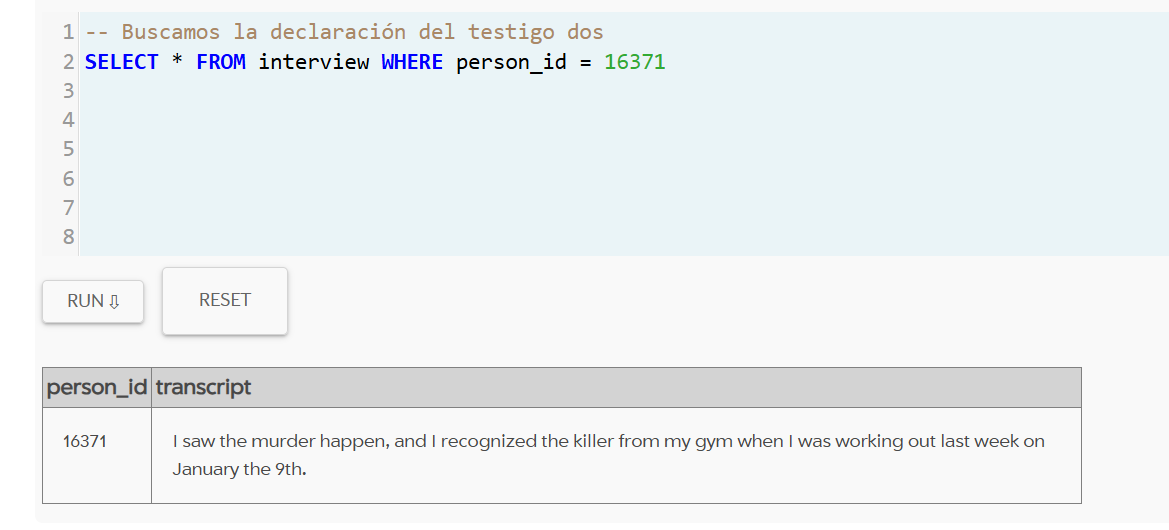 1 -- Buscamos la declaración del testigo dos
2 SELECT * FROM interview WHERE person_id = 16371
3
4
5
6
7
8
RUN ⇩ RESET
person_id transcript
16371 I saw the murder happen, and I recognized the killer from my gym when I was working out last week on
January the 9th.